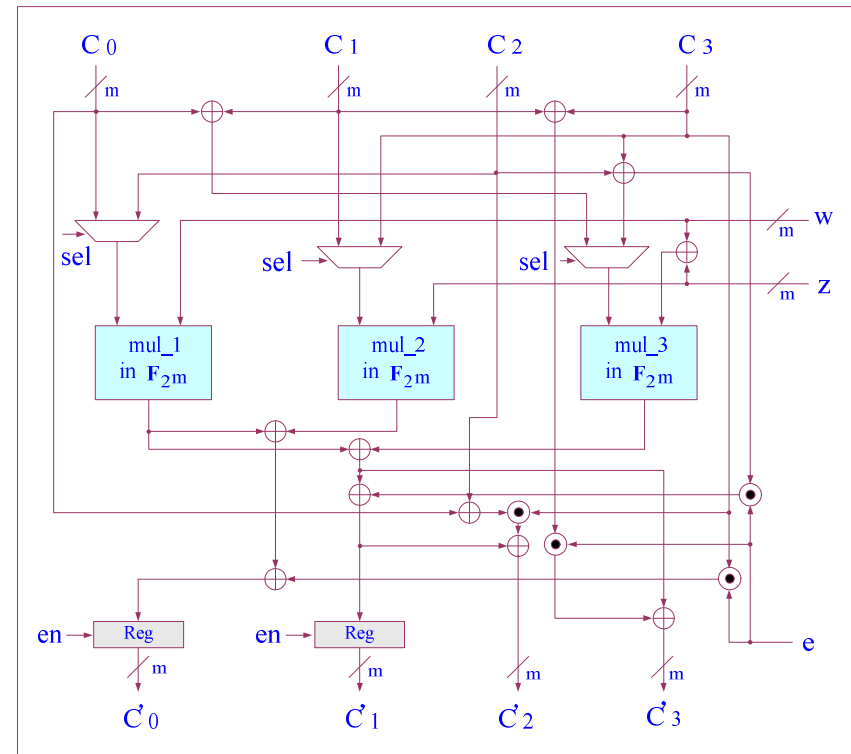 C 0 C 1 C 2 C 3
m m m m
w
m
sel sel sel
z
m
mul_1 mul_2 mul_3
in F2m in F2m in F2m
en Reg en Reg e
m m m m
C'0 C'1 C'2 C'3